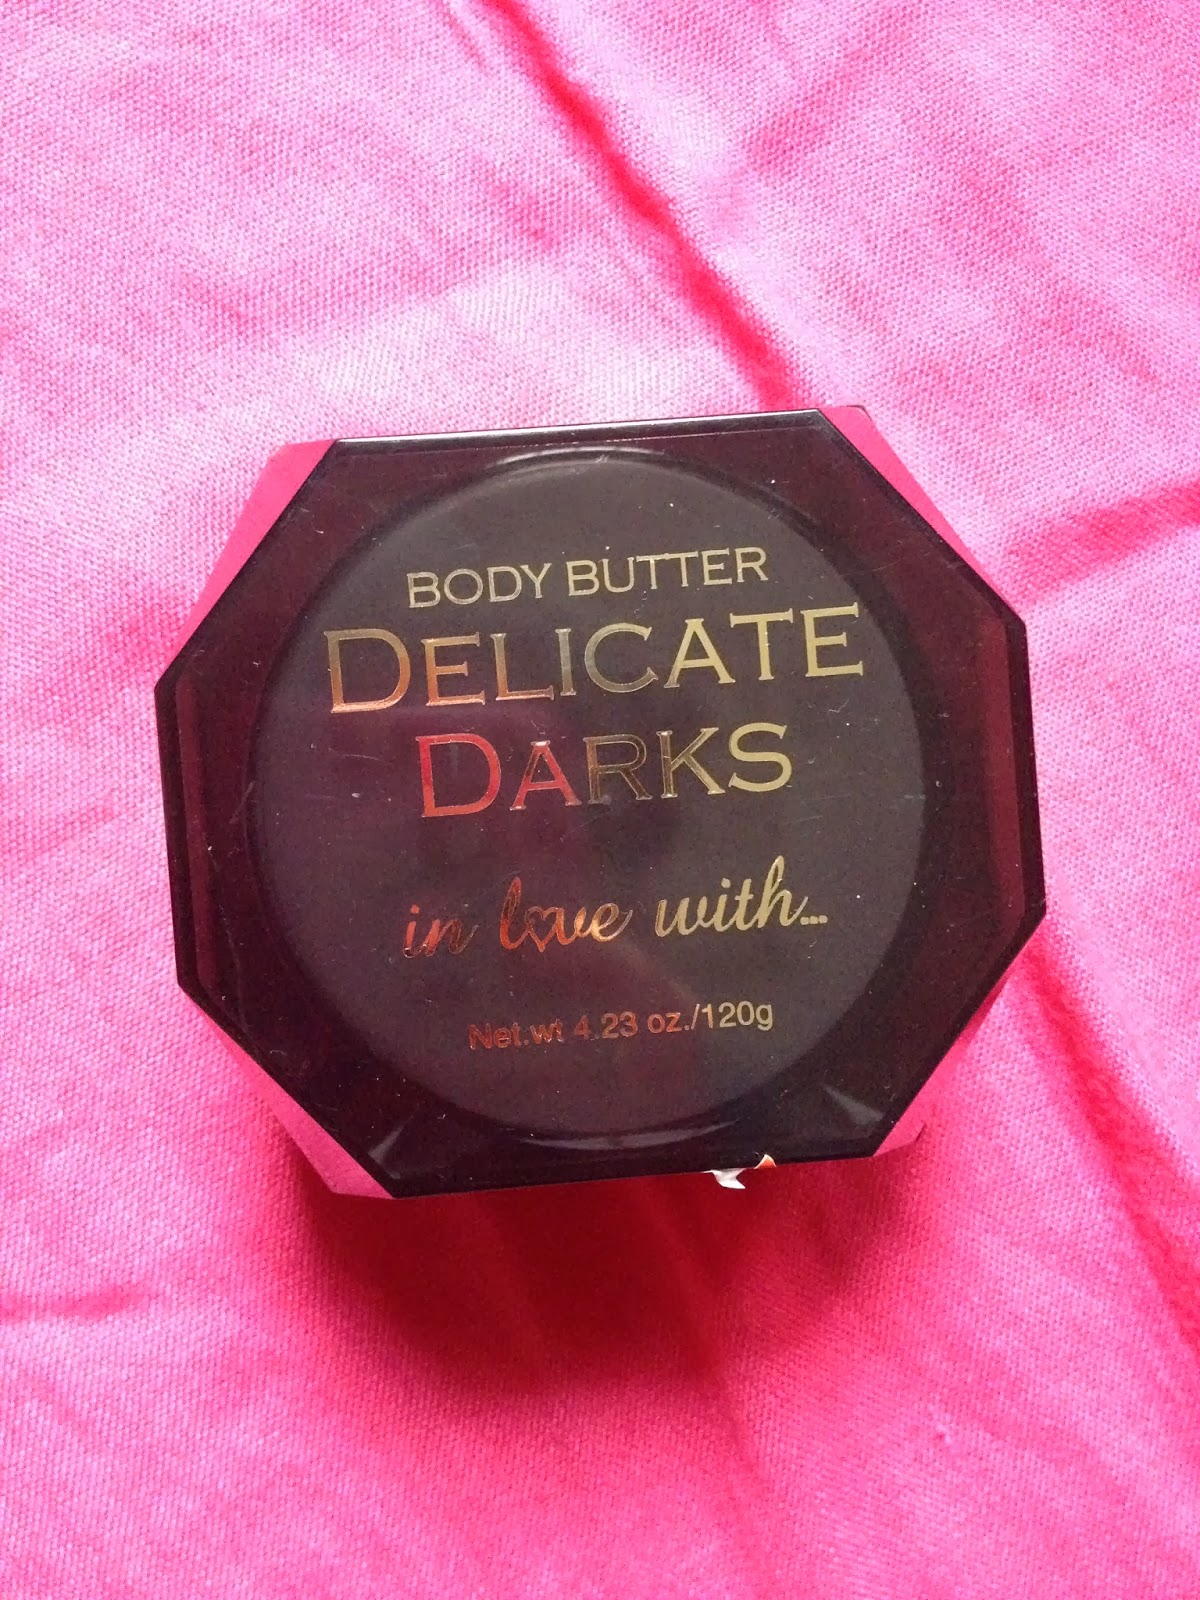 BODY BUTTER
DELICATE
DARKS
in love with...
Net.wt 4.23 oz./120g